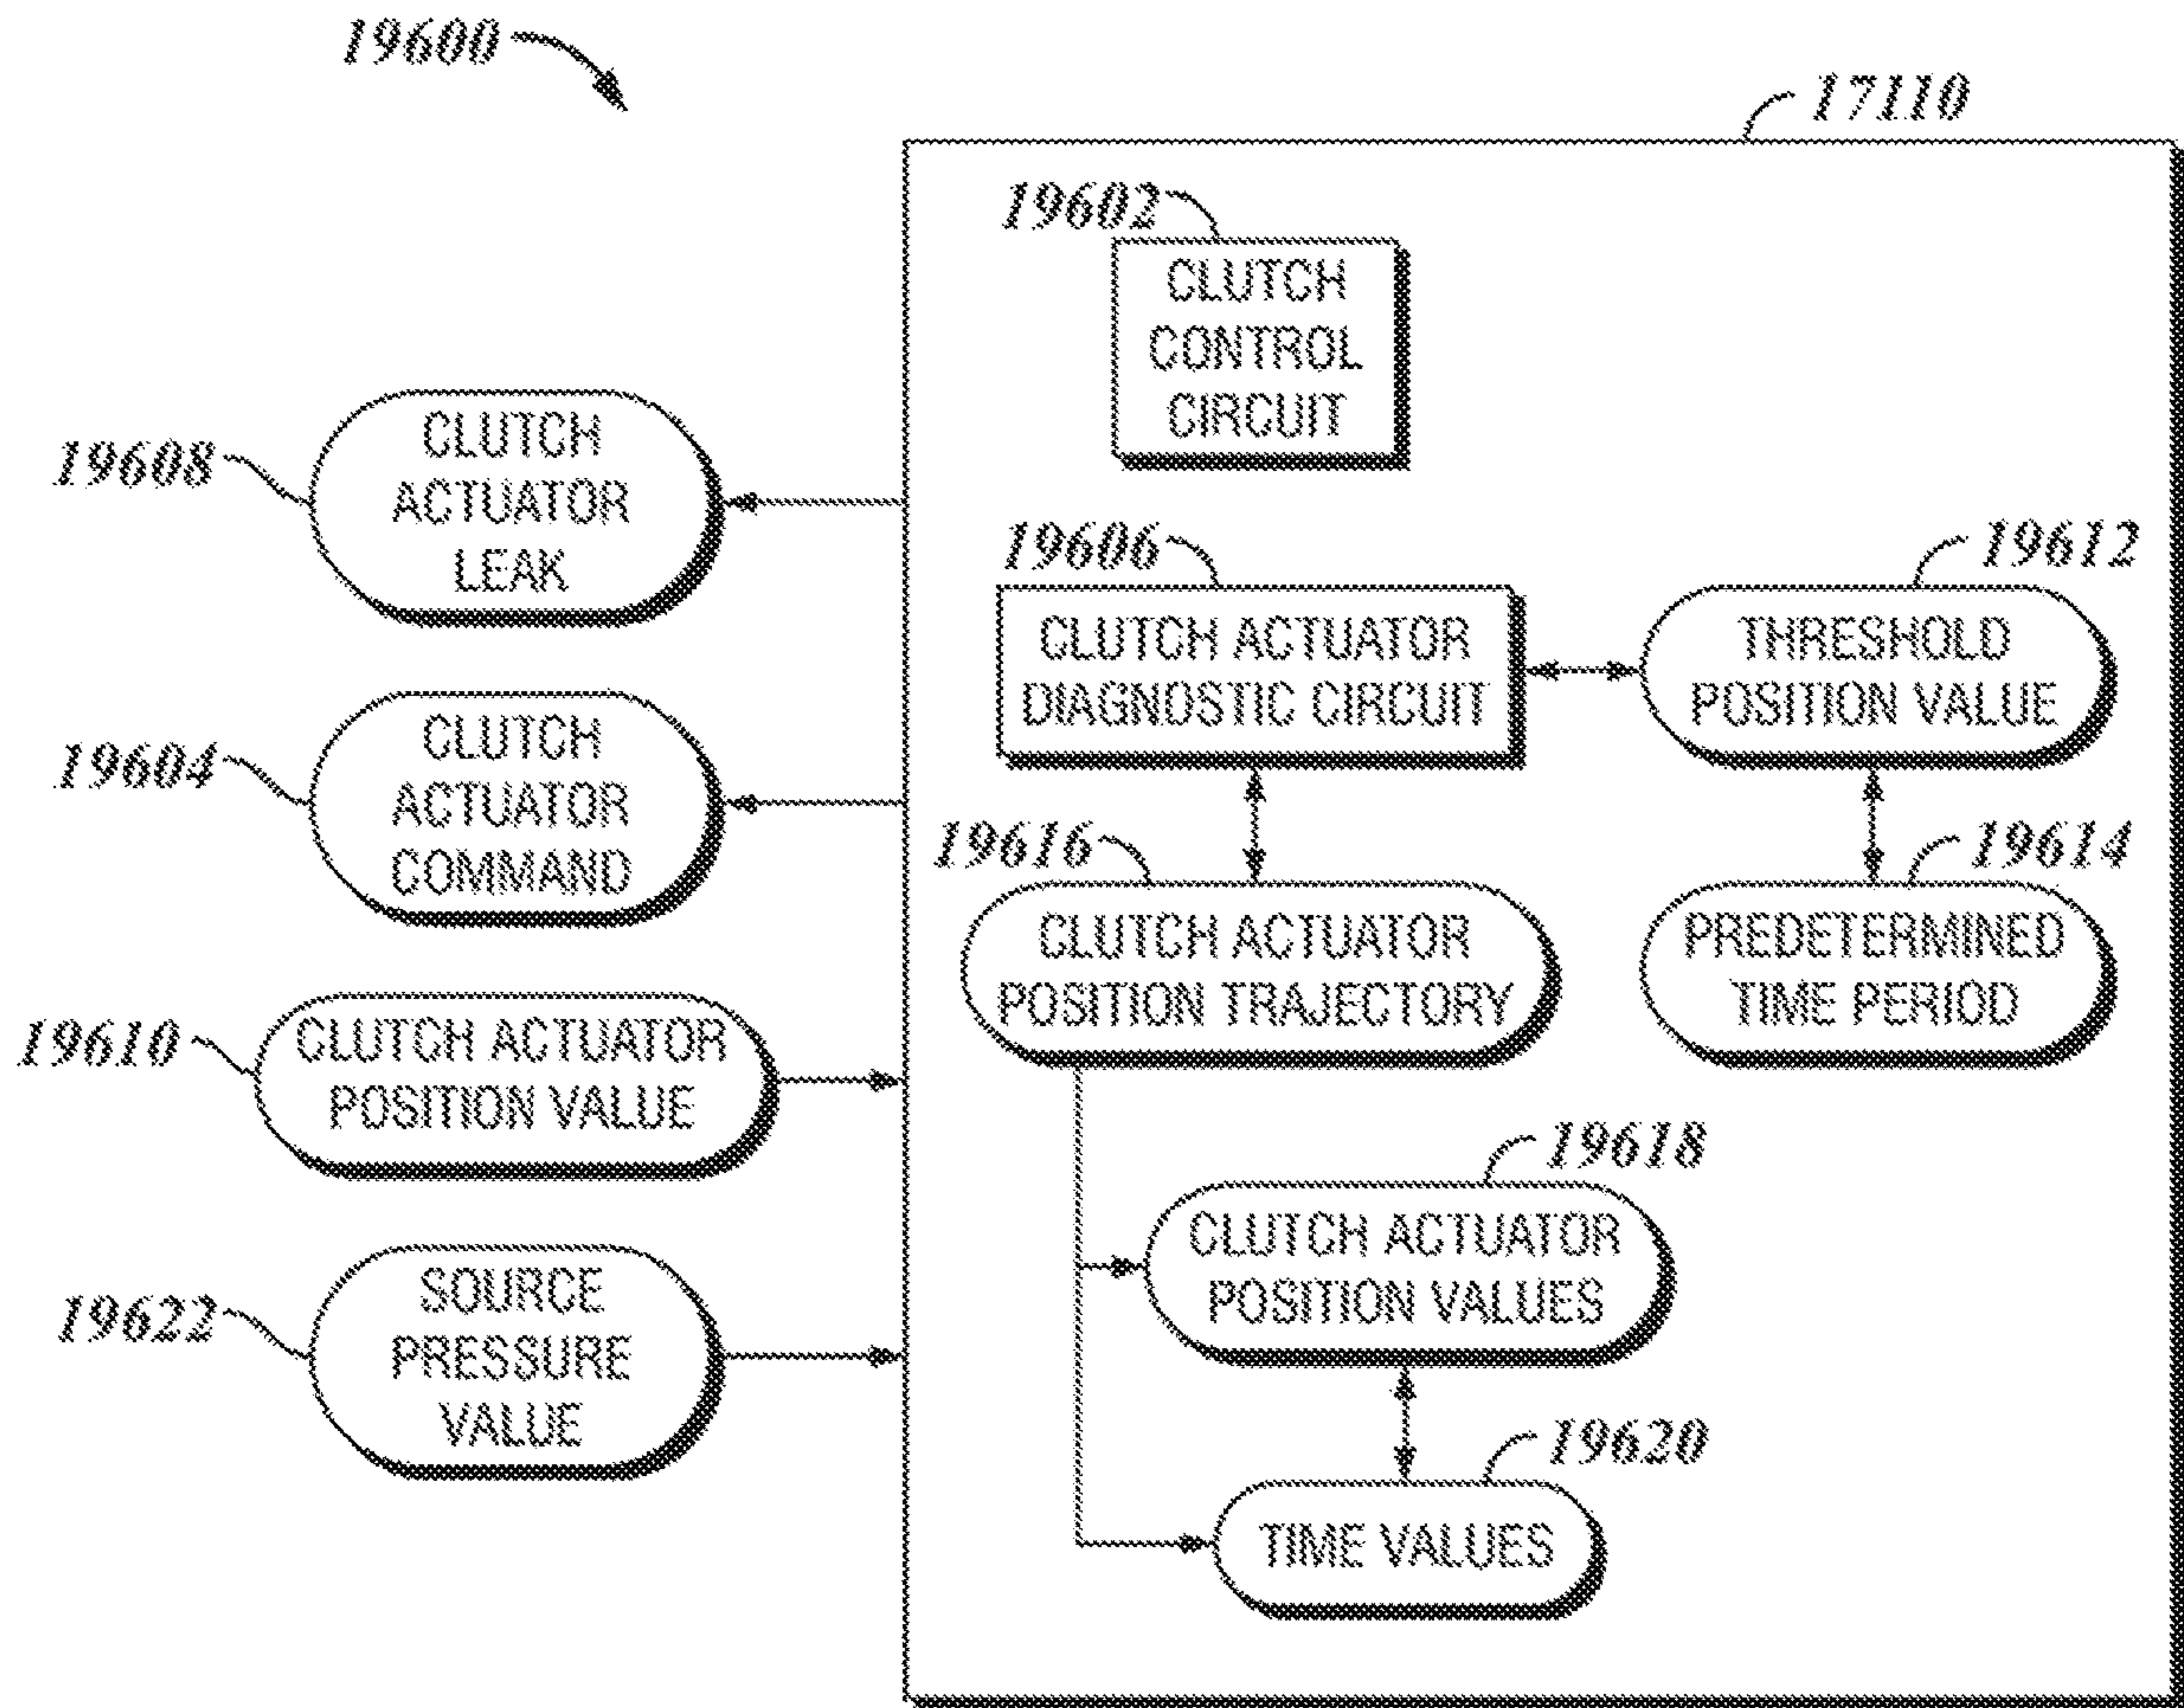 19600
17110
19602
CLUTCH
CONTROL
CIRCUIT
19608
CLUTCH
ACTUATOR
LEAK
19606
CLUTCH ACTUATOR
DIAGNOSTIC CIRCUIT
19612
THRESHOLD
POSITION VALUE
19604
CLUTCH
ACTUATOR
COMMAND
19616
CLUTCH ACTUATOR
POSITION TRAJECTORY
19614
PREDETERMINED
TIME PERIOD
19610
CLUTCH ACTUATOR
POSITION VALUE
19618
CLUTCH ACTUATOR
POSITION VALUES
19622
SOURCE
PRESSURE
VALUE
19620
TIME VALUES